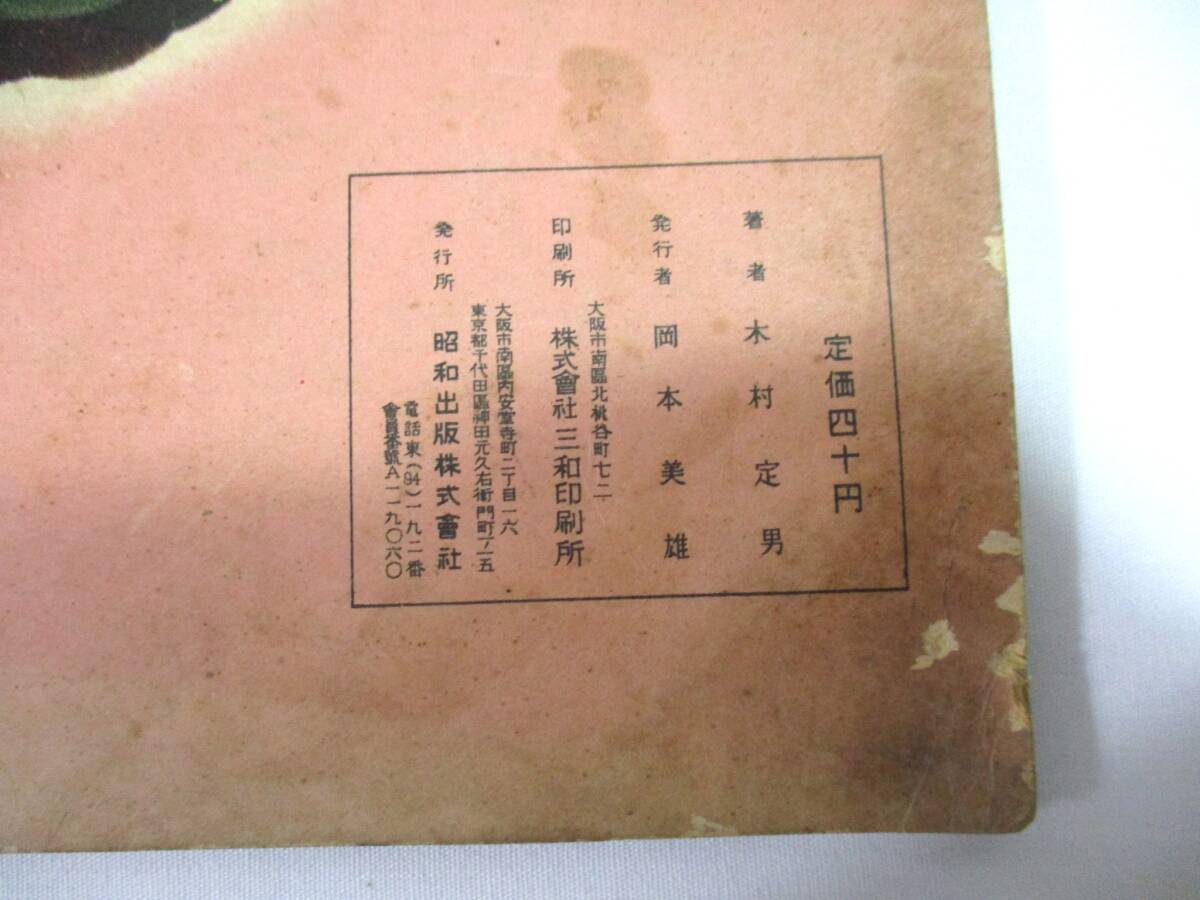 定価四十円
著者 木村定男
発行者 岡本美雄
大阪市南區北桃谷町七二
印刷所 株式會社三和印刷所
大阪市南區内安堂寺町二丁目一六
東京都千代田區神田元久右衛門町一ノ二五
発行所 昭和出版株式會社
電話東(94)一九二番
會員番號A一一九〇六〇